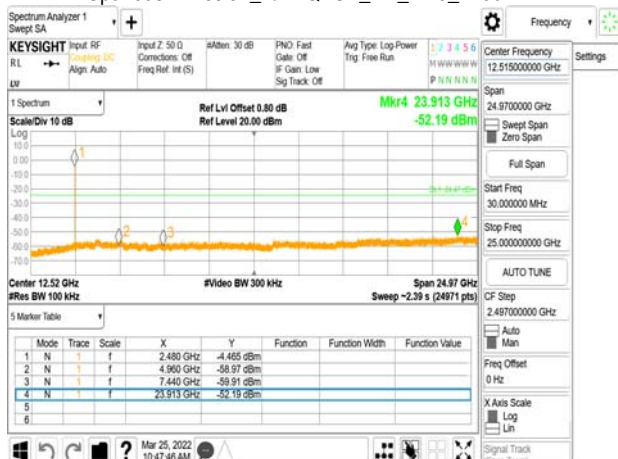 Spectrum Analyzer 1
Swept SA
+
Frequency
KEYSIGHT
RL
Input: RF
Coupling: DC
Align: Auto
Input Z: 50 Ω
Corrections: Off
Freq Ref: Int (S)
#Atten: 30 dB
PNO: Fast
Gate: Off
IF Gain: Low
Sig Track: Off
Avg Type: Log-Power
Trig: Free Run
1 2 3 4 5 6
M W W W W W
P N N N N N
LU
1 Spectrum
Scale/Div 10 dB
Log
Ref Lvl Offset 0.80 dB
Ref Level 20.00 dBm
Mkr4 23.913 GHz
-52.19 dBm
10.0
0.00
-10.0
-20.0
-30.0
-40.0
-50.0
-60.0
-70.0
1
2
3
4
Center 12.52 GHz
#Video BW 300 kHz
Span 24.97 GHz
#Res BW 100 kHz
Sweep ~2.39 s (24971 pts)
5 Marker Table
Mode Trace Scale X Y Function Function Width Function Value
1 N 1 f 2.480 GHz -4.465 dBm
2 N 1 f 4.960 GHz -58.97 dBm
3 N 1 f 7.440 GHz -59.91 dBm
4 N 1 f 23.913 GHz -52.19 dBm
5
6
Mar 25, 2022
10:47:46 AM
Center Frequency
12.515000000 GHz
Settings
Span
24.9700000 GHz
Swept Span
Zero Span
Full Span
Start Freq
30.000000 MHz
Stop Freq
25.000000000 GHz
AUTO TUNE
CF Step
2.497000000 GHz
Auto
Man
Freq Offset
0 Hz
X Axis Scale
Log
Lin
Signal Track